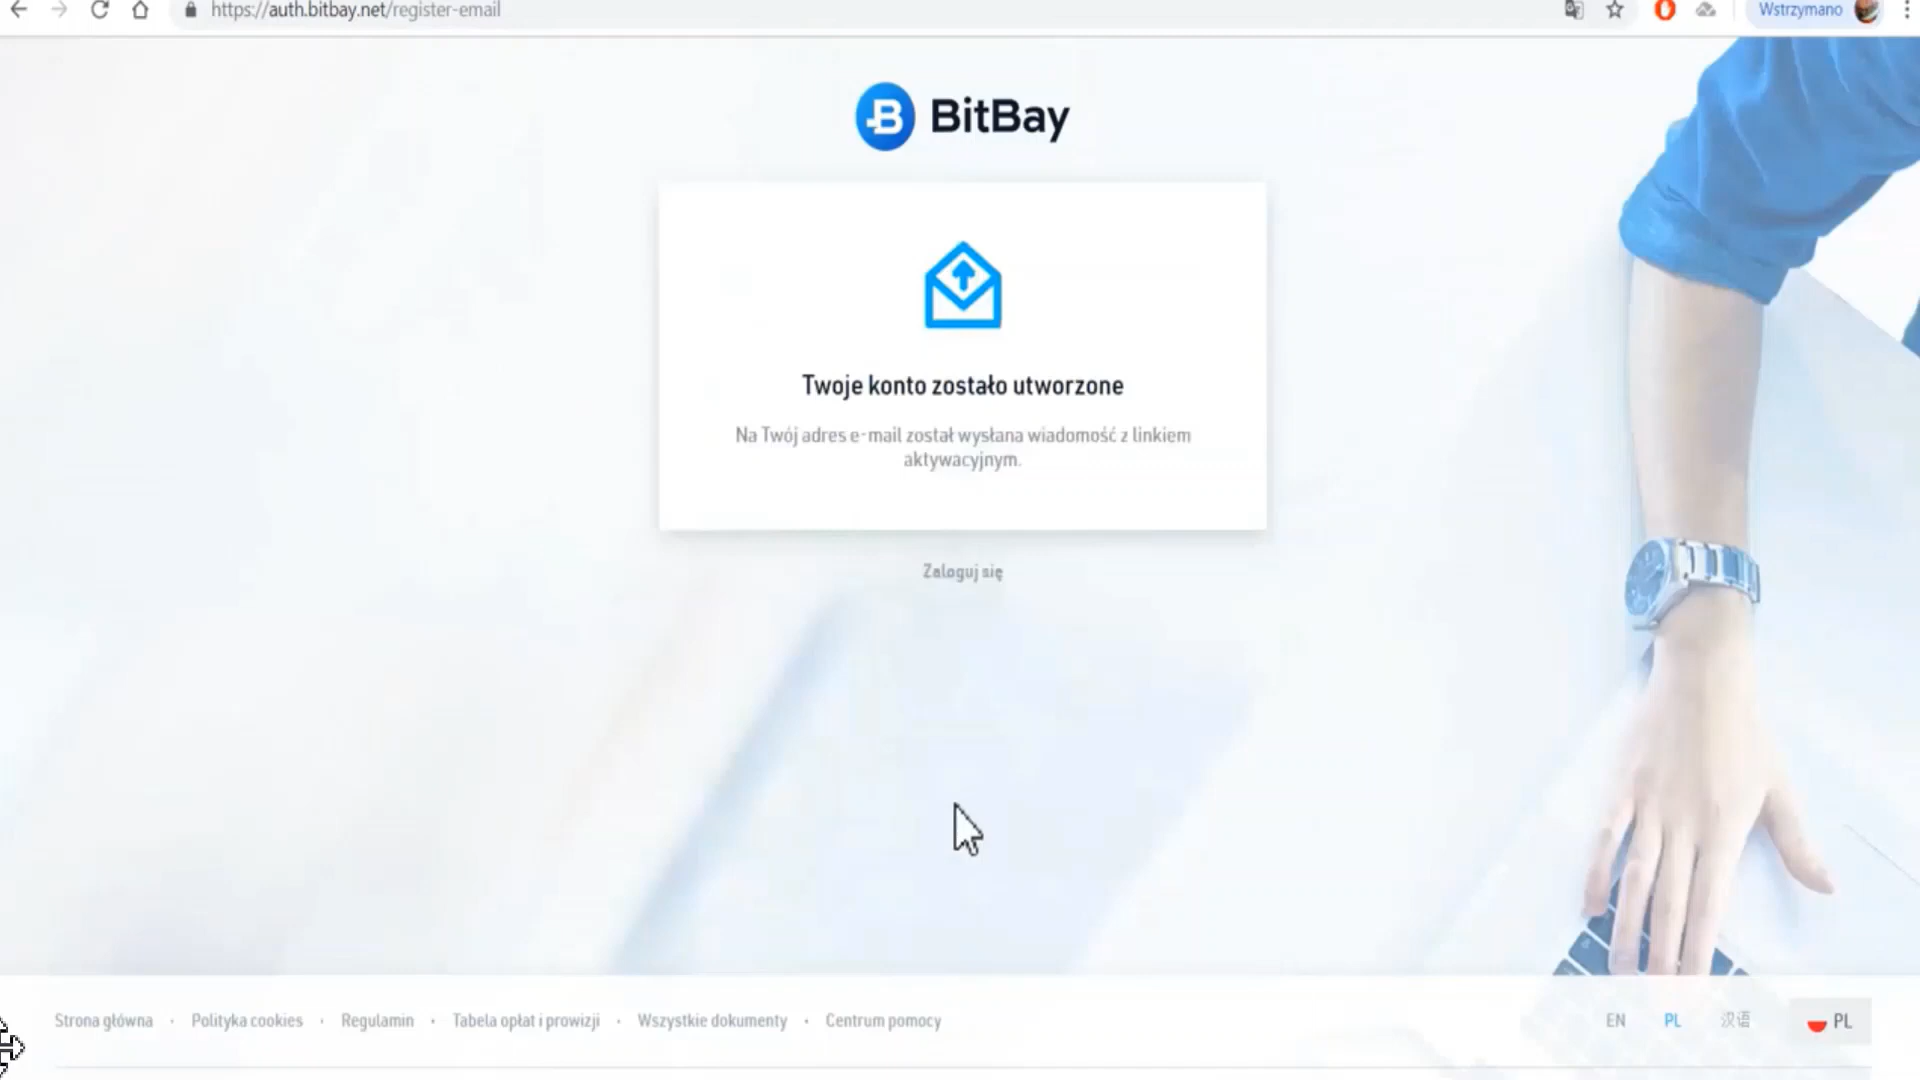 https://auth.bitbay.net/register-email
Wstrzymano
BitBay
Twoje konto zostało utworzone
Na Twój adres e-mail został wysłana wiadomość z linkiem
aktywacyjnym.
Zaloguj się
Strona główna · Polityka cookies · Regulamin · Tabela opłat i prowizji · Wszystkie dokumenty · Centrum pomocy
EN PL 汉语 PL